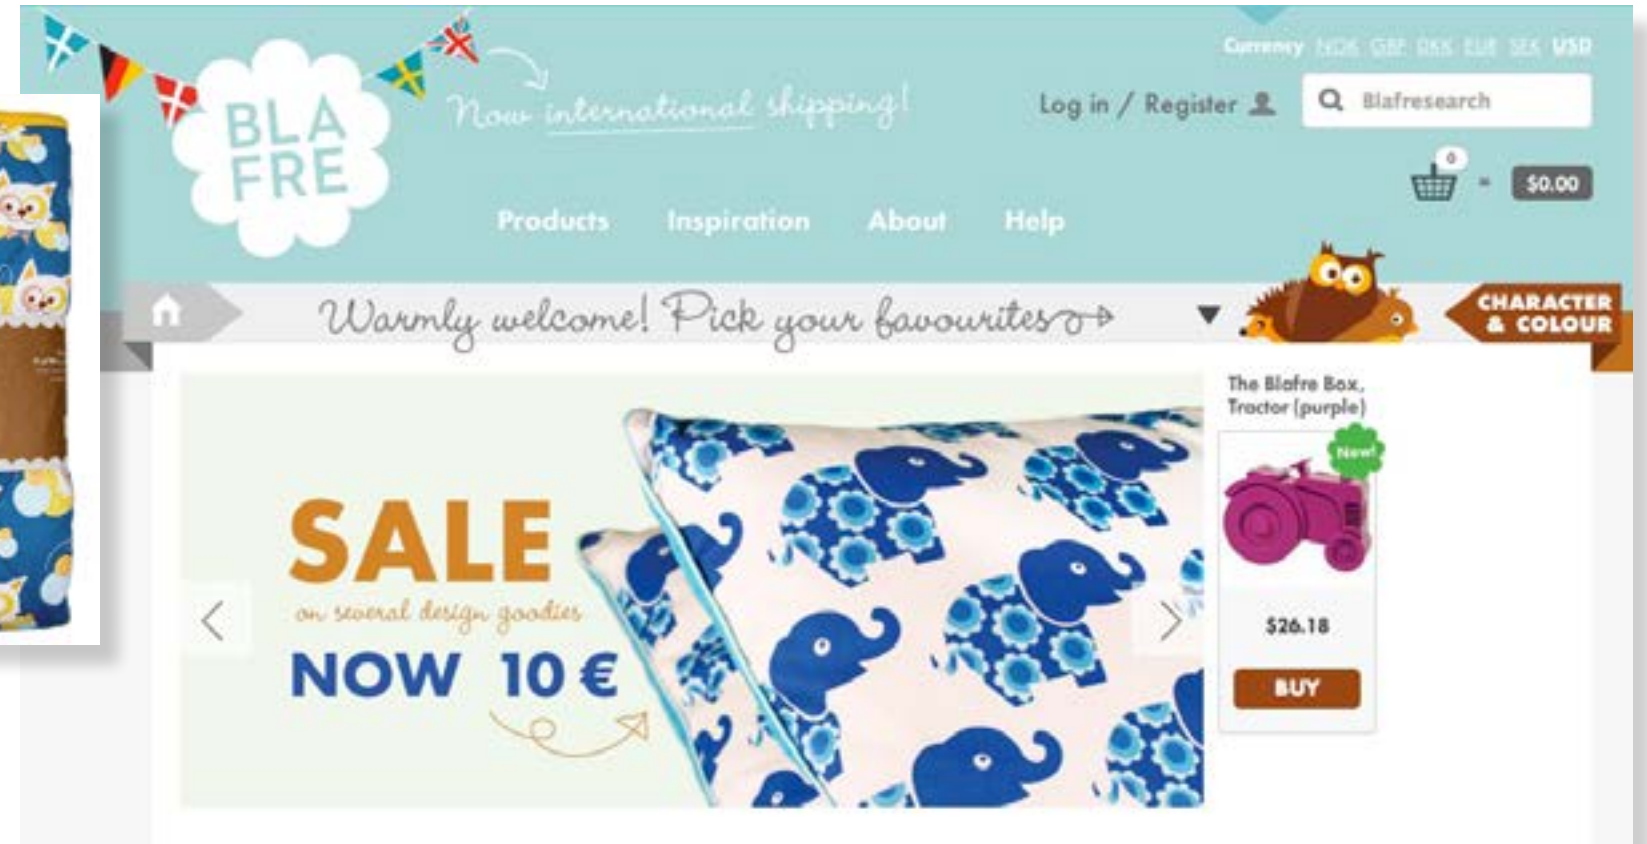 Currency NOK GBP DKK EUR SEK USD
BLA
FRE
Now international shipping!
Log in / Register
Blafresearch
0
= $0.00
Products Inspiration About Help
Warmly welcome! Pick your favourites
CHARACTER
& COLOUR
The Blafre Box,
Tractor (purple)
New!
SALE
on several design goodies
NOW 10 €
$26.18
BUY